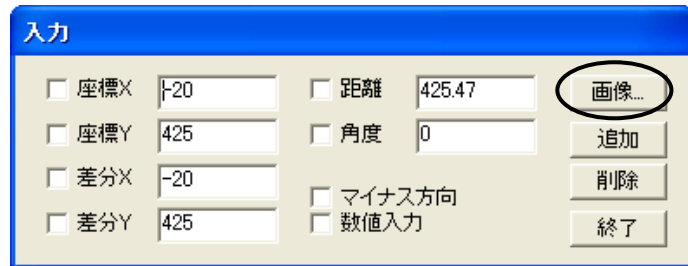 入力
座標X -20 距離 425.47 画像...
座標Y 425 角度 0 追加
差分X -20 マイナス方向 削除
差分Y 425 数値入力 終了